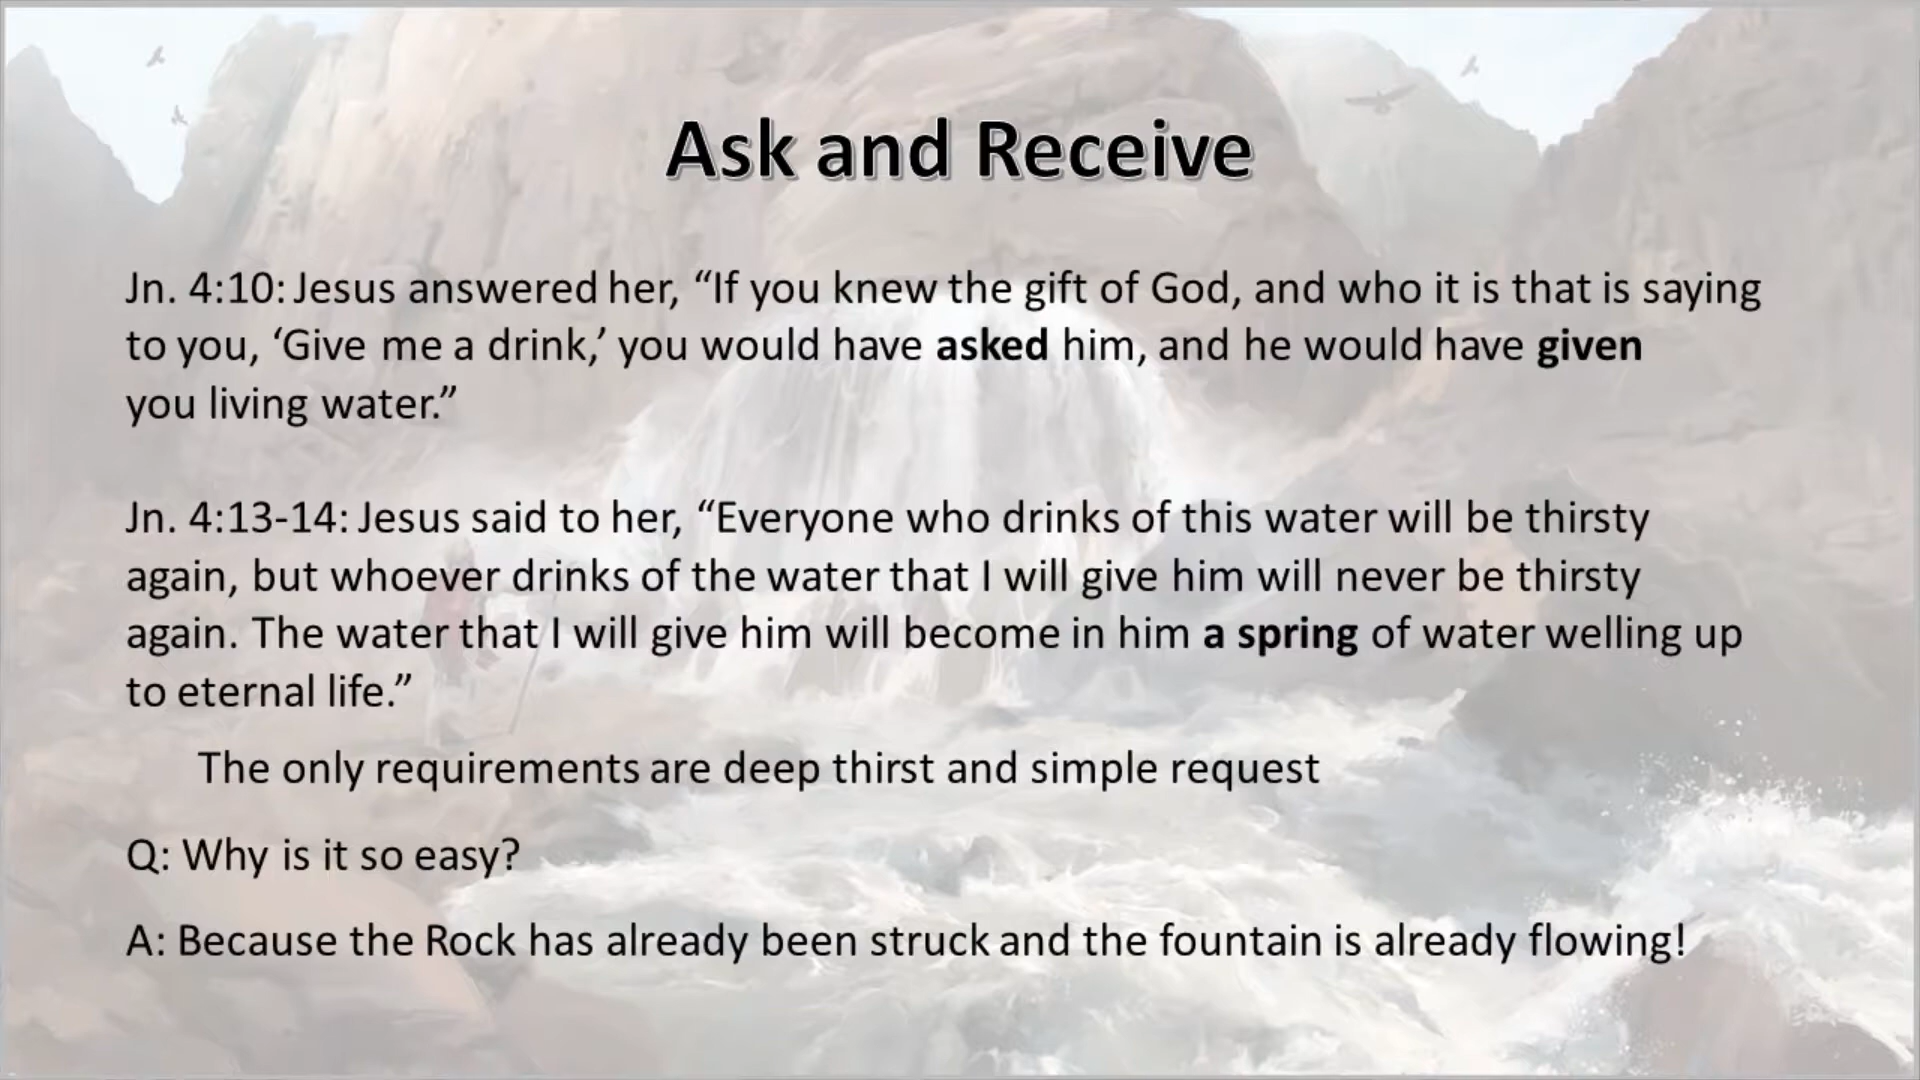 Ask and Receive
Jn. 4:10: Jesus answered her, “If you knew the gift of God, and who it is that is saying
to you, ‘Give me a drink,’ you would have asked him, and he would have given
you living water.”
Jn. 4:13-14: Jesus said to her, “Everyone who drinks of this water will be thirsty
again, but whoever drinks of the water that I will give him will never be thirsty
again. The water that I will give him will become in him a spring of water welling up
to eternal life.”
The only requirements are deep thirst and simple request
Q: Why is it so easy?
A: Because the Rock has already been struck and the fountain is already flowing!